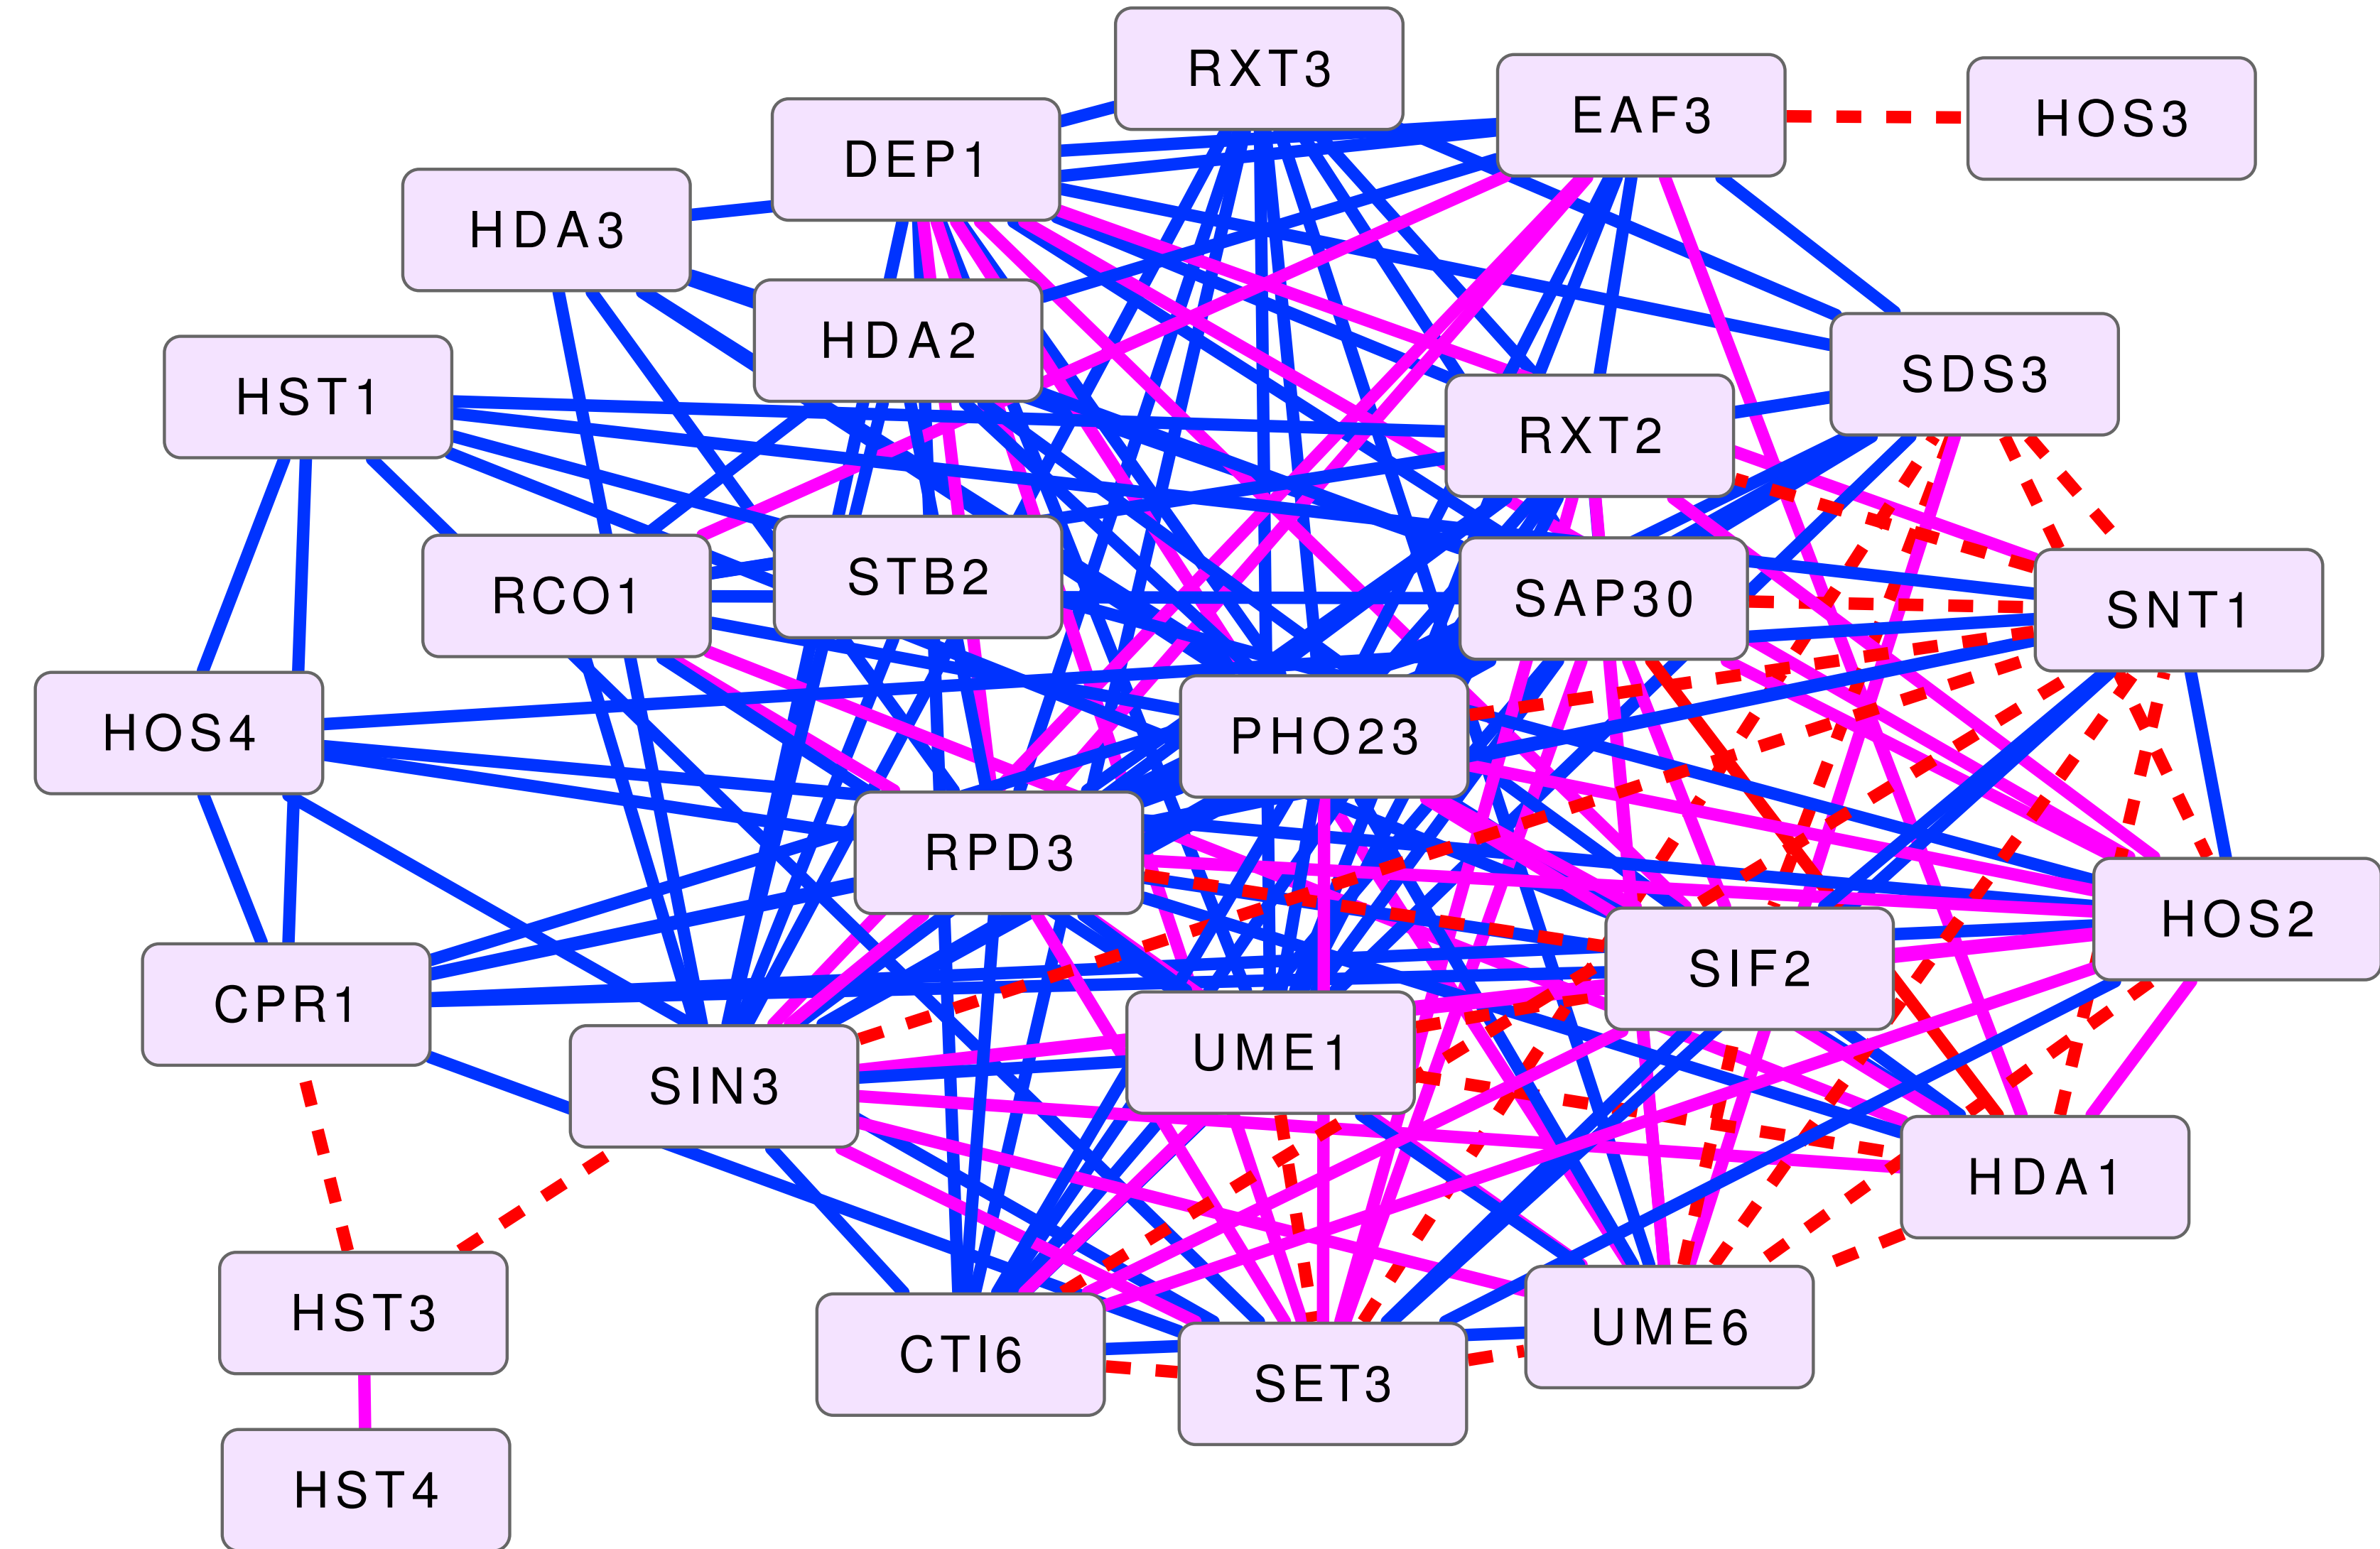 RXT3
EAF3
HOS3
DEP1
HDA3
HDA2
SDS3
HST1
RXT2
STB2
RCO1
SAP30
SNT1
HOS4
PHO23
RPD3
HOS2
SIF2
CPR1
UME1
SIN3
HDA1
HST3
UME6
CTI6
SET3
HST4